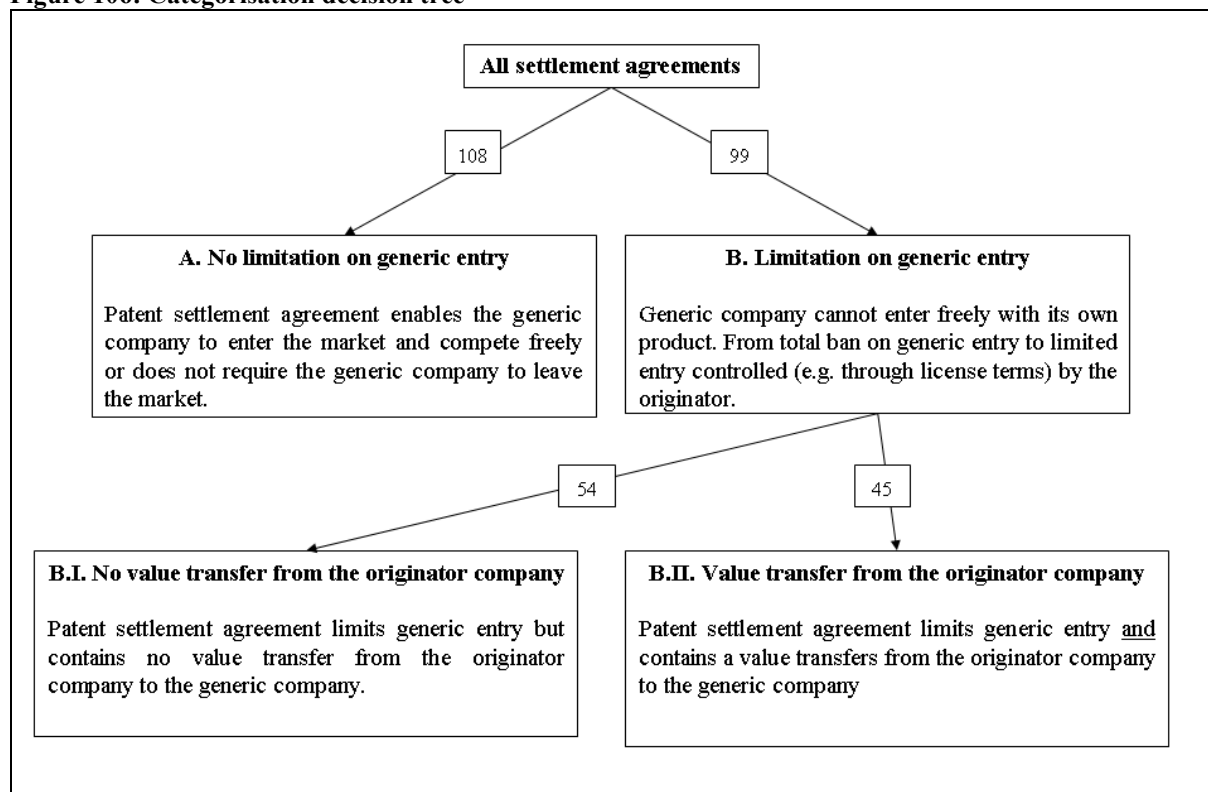 Figure 106: Categorisation decision tree
All settlement agreements
108
99
A. No limitation on generic entry
Patent settlement agreement enables the generic
company to enter the market and compete freely
or does not require the generic company to leave
the market.
B. Limitation on generic entry
Generic company cannot enter freely with its own
product. From total ban on generic entry to limited
entry controlled (e.g. through license terms) by the
originator.
54
45
B.I. No value transfer from the originator company
Patent settlement agreement limits generic entry but
contains no value transfer from the originator
company to the generic company.
B.II. Value transfer from the originator company
Patent settlement agreement limits generic entry and
contains a value transfers from the originator company
to the generic company